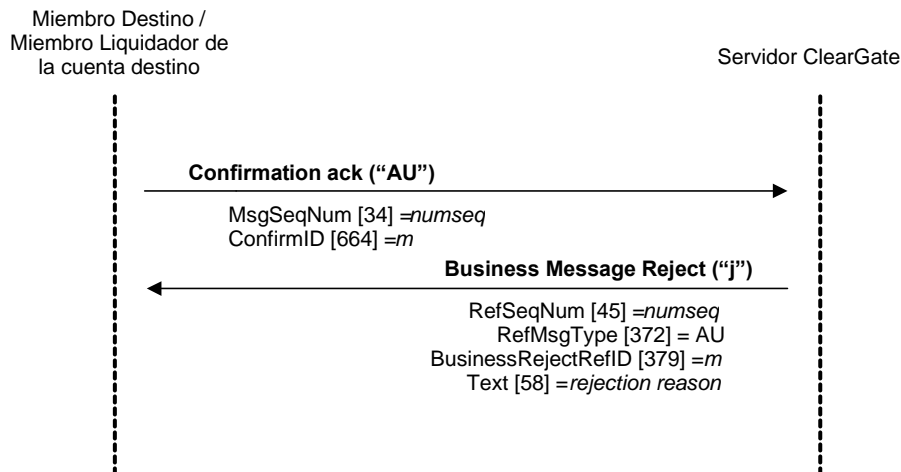 Miembro Destino /
Miembro Liquidador de
la cuenta destino
Servidor ClearGate
Confirmation ack (“AU”)
MsgSeqNum [34] =numseq
ConfirmID [664] =m
Business Message Reject (“j”)
RefSeqNum [45] =numseq
RefMsgType [372] = AU
BusinessRejectRefID [379] =m
Text [58] =rejection reason